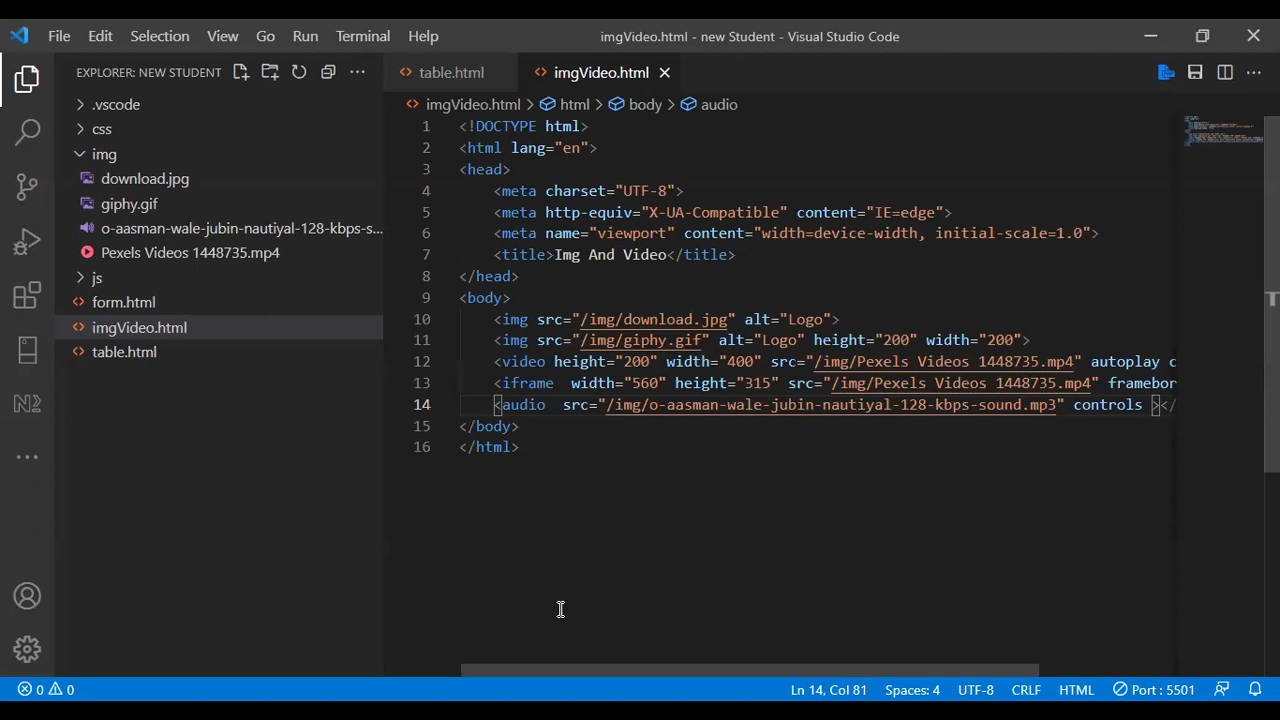 File Edit Selection View Go Run Terminal Help imgVideo.html - new Student - Visual Studio Code
EXPLORER: NEW STUDENT
.vscode
css
img
download.jpg
giphy.gif
o-aasman-wale-jubin-nautiyal-128-kbps-s...
Pexels Videos 1448735.mp4
js
form.html
imgVideo.html
table.html
table.html imgVideo.html
imgVideo.html > html > body > audio
1 <!DOCTYPE html>
2 <html lang="en">
3 <head>
4 <meta charset="UTF-8">
5 <meta http-equiv="X-UA-Compatible" content="IE=edge">
6 <meta name="viewport" content="width=device-width, initial-scale=1.0">
7 <title>Img And Video</title>
8 </head>
9 <body>
10 <img src="/img/download.jpg" alt="Logo">
11 <img src="/img/giphy.gif" alt="Logo" height="200" width="200">
12 <video height="200" width="400" src="/img/Pexels Videos 1448735.mp4" autoplay c
13 <iframe  width="560" height="315" src="/img/Pexels Videos 1448735.mp4" framebor
14 <audio  src="/img/o-aasman-wale-jubin-nautiyal-128-kbps-sound.mp3" controls ></
15 </body>
16 </html>
0 0 Ln 14, Col 81 Spaces: 4 UTF-8 CRLF HTML Port : 5501